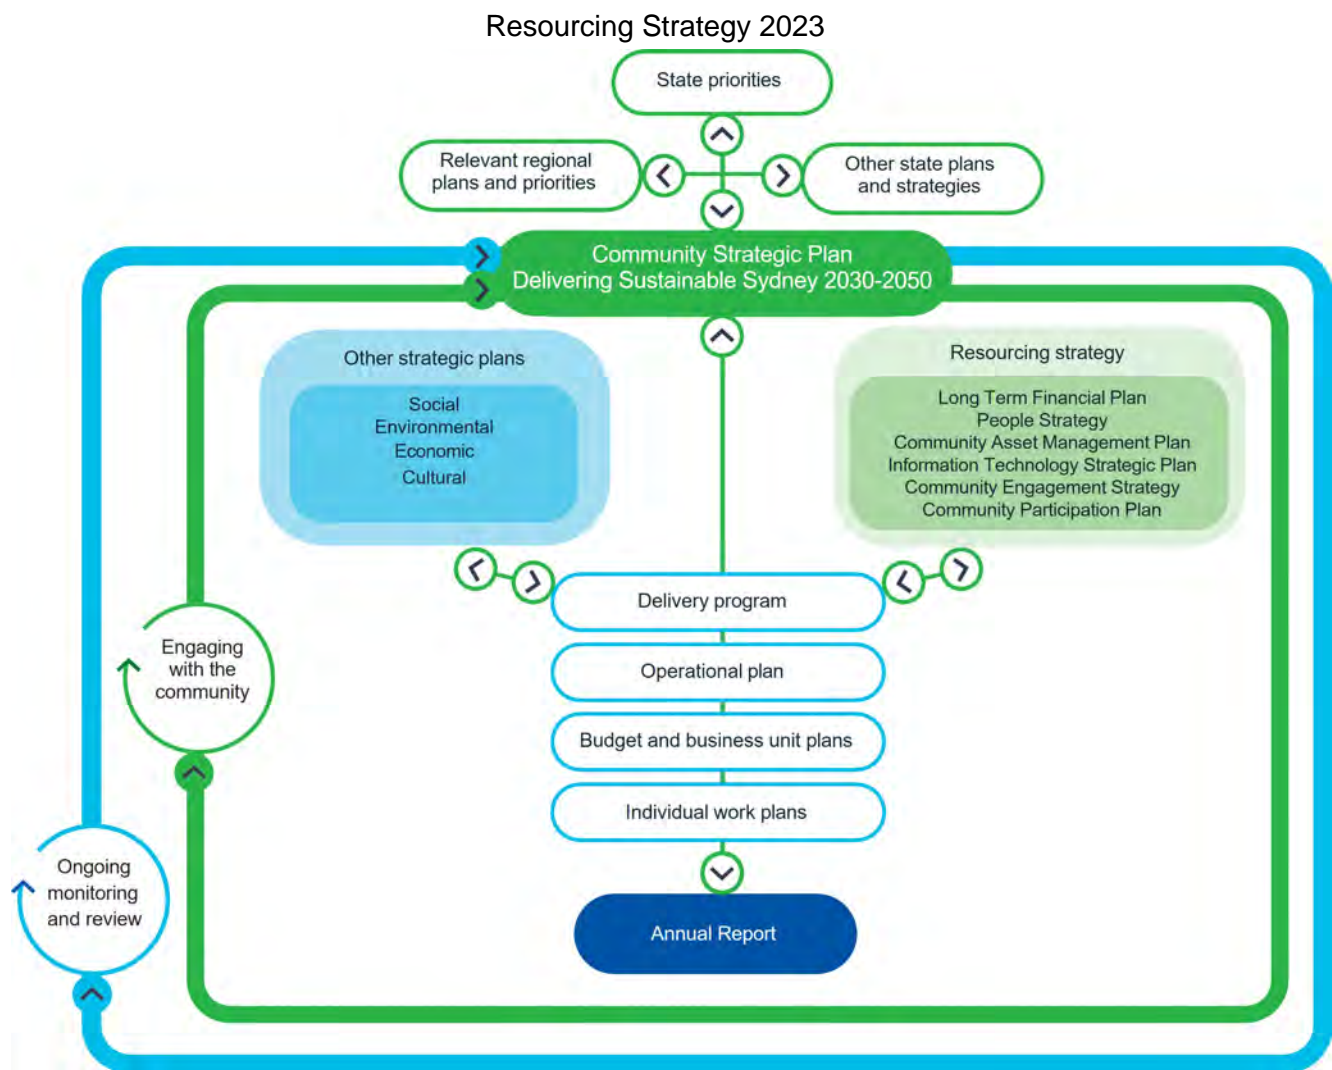 Resourcing Strategy 2023
State priorities
Relevant regional
plans and priorities
Other state plans
and strategies
Community Strategic Plan
Delivering Sustainable Sydney 2030-2050
Other strategic plans
Social
Environmental
Economic
Cultural
Resourcing strategy
Long Term Financial Plan
People Strategy
Community Asset Management Plan
Information Technology Strategic Plan
Community Engagement Strategy
Community Participation Plan
Delivery program
Operational plan
Budget and business unit plans
Individual work plans
Annual Report
Engaging
with the
community
Ongoing
monitoring
and review